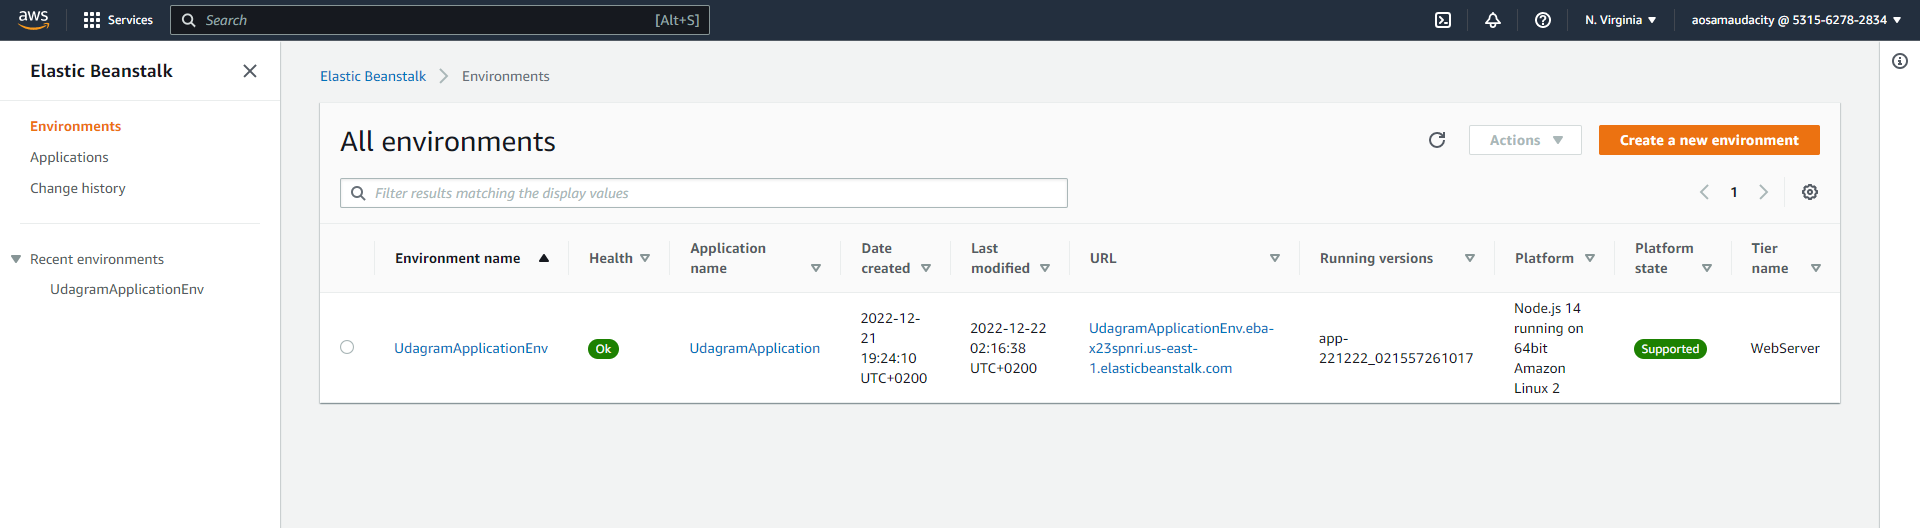 aws
Services
Search
[Alt+S]
N. Virginia
aosamaudacity @ 5315-6278-2834
Elastic Beanstalk
Environments
Applications
Change history
Recent environments
UdagramApplicationEnv
Elastic Beanstalk
Environments
All environments
Actions
Create a new environment
Filter results matching the display values
1
Environment name
Health
Application
name
Date
created
Last
modified
URL
Running versions
Platform
Platform
state
Tier
name
UdagramApplicationEnv
Ok
UdagramApplication
2022-12-
21
19:24:10
UTC+0200
2022-12-22
02:16:38
UTC+0200
UdagramApplicationEnv.eba-
x23spnri.us-east-
1.elasticbeanstalk.com
app-
221222_021557261017
Node.js 14
running on
64bit
Amazon
Linux 2
Supported
WebServer